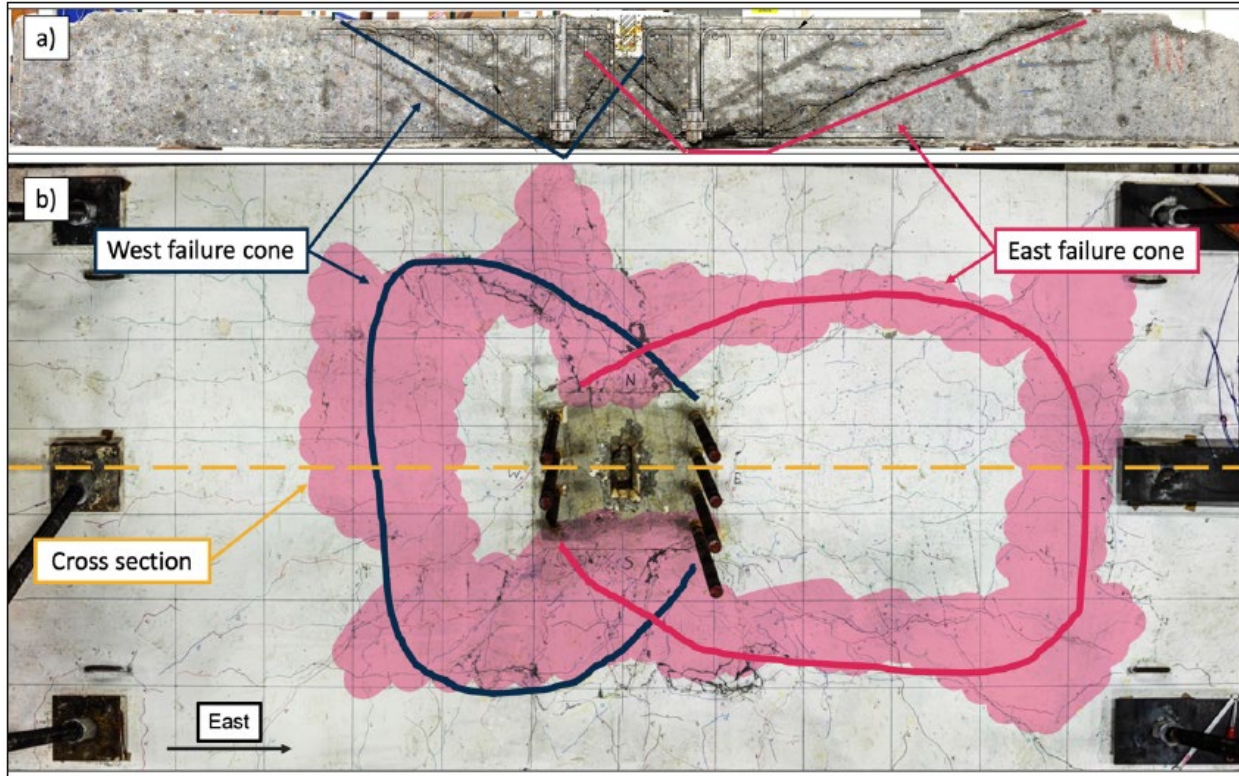 a)
b)
West failure cone
East failure cone
N
W
E
Cross section
S
East